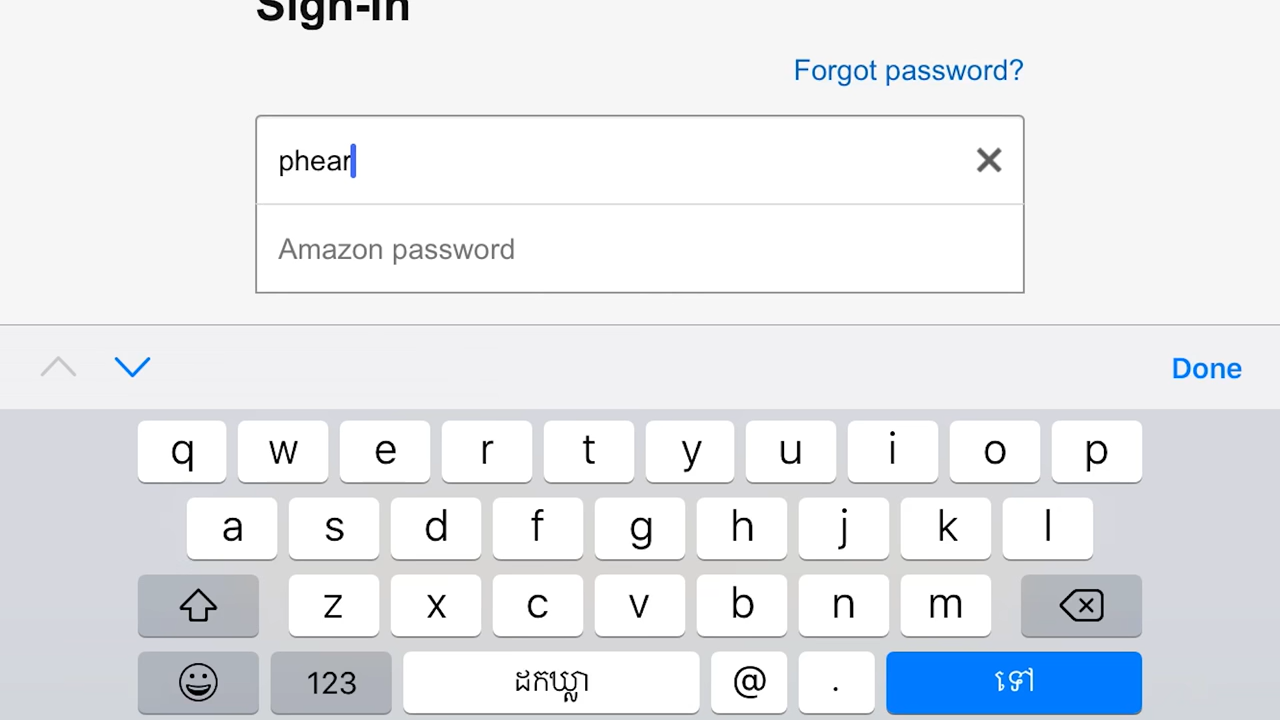 Sign-In
Forgot password?
phear
Amazon password
Done
q w e r t y u i o p
a s d f g h j k l
z x c v b n m
123 ដកឃ្លា @ . ទៅ